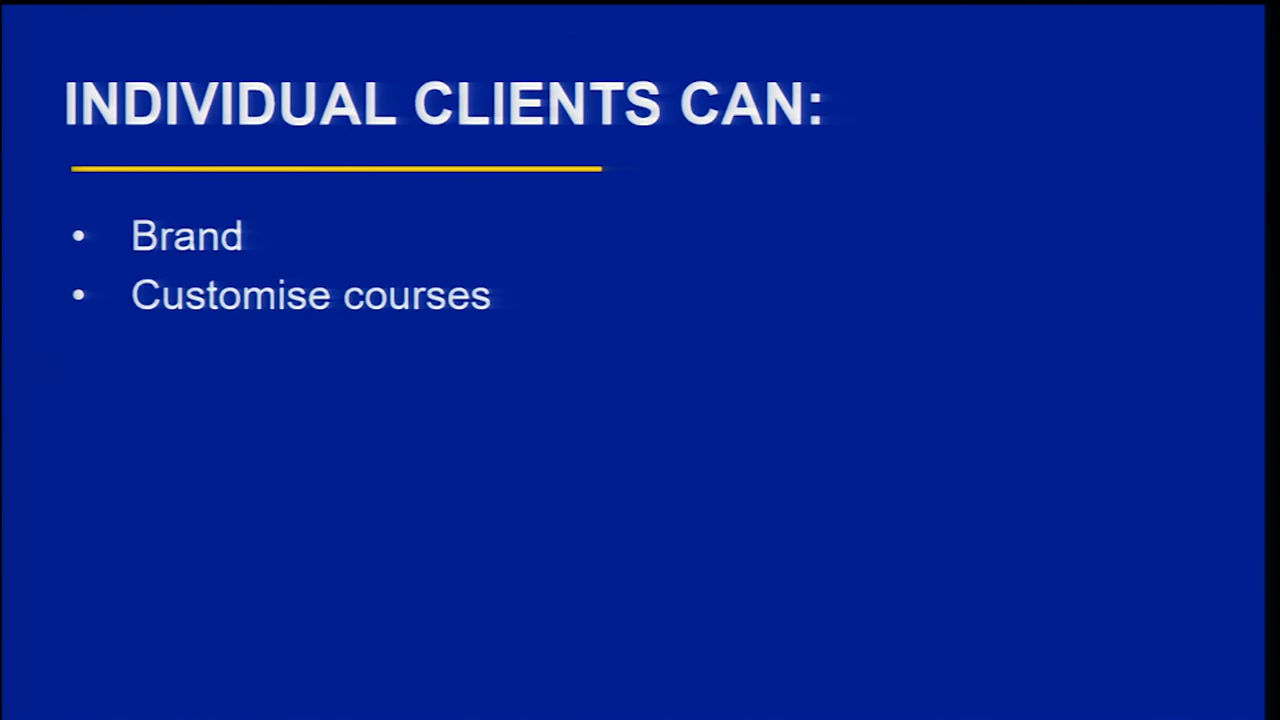 INDIVIDUAL CLIENTS CAN:
• Brand
• Customise courses